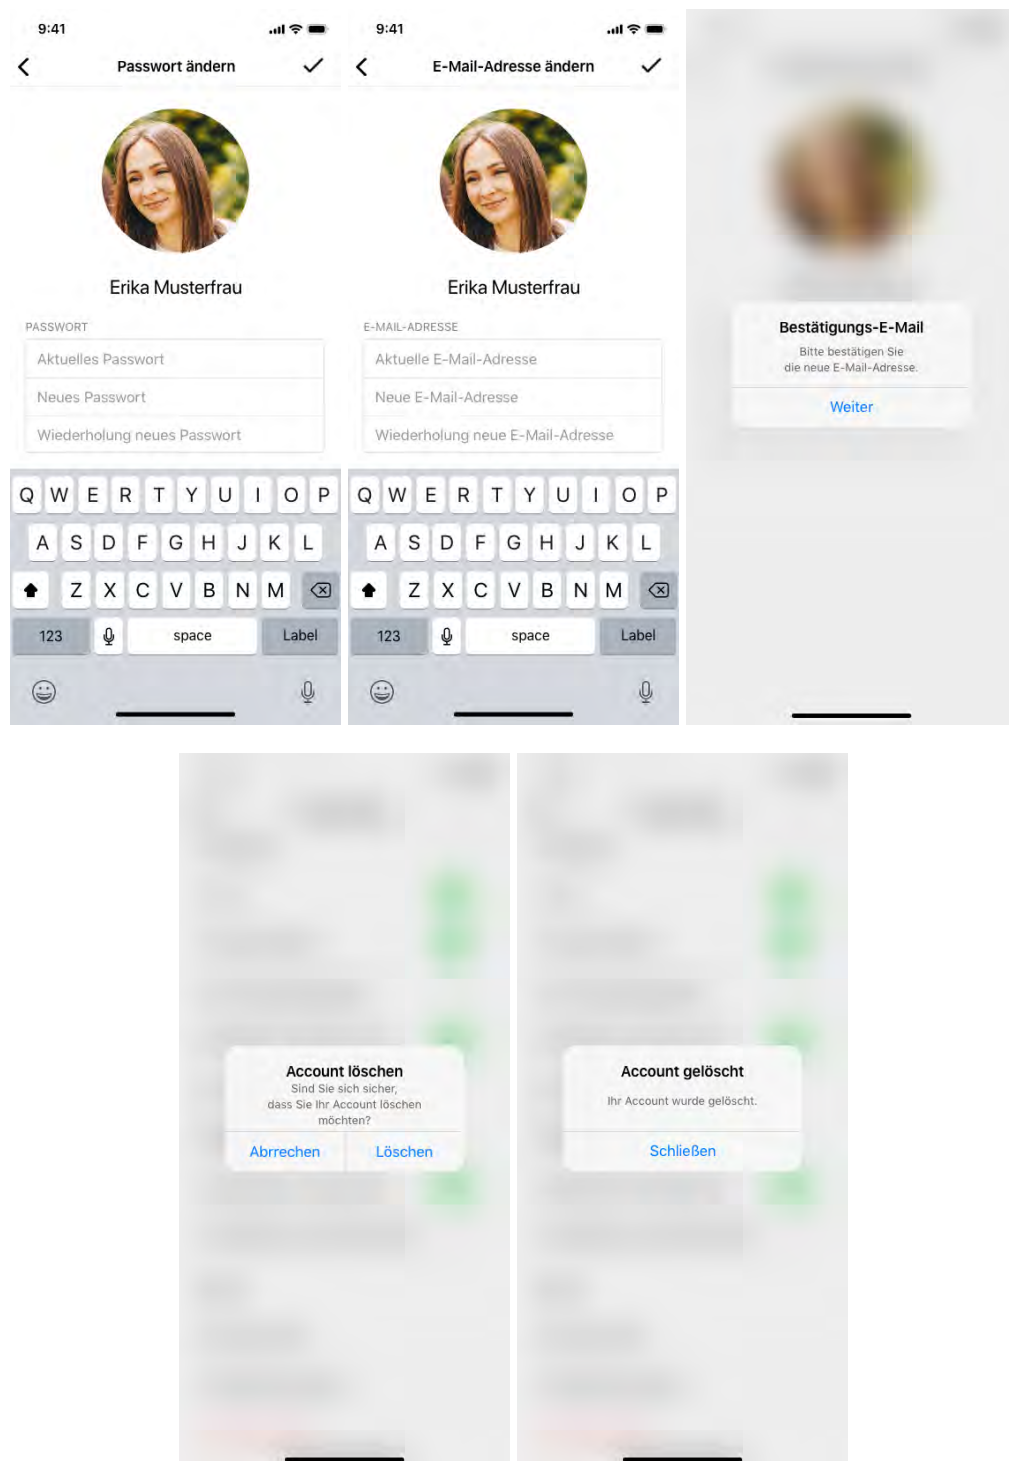 9:41
Passwort ändern
Erika Musterfrau
PASSWORT
Aktuelles Passwort
Neues Passwort
Wiederholung neues Passwort
Q W E R T Y U I O P
A S D F G H J K L
Z X C V B N M
123 space Label
9:41
E-Mail-Adresse ändern
Erika Musterfrau
E-MAIL-ADRESSE
Aktuelle E-Mail-Adresse
Neue E-Mail-Adresse
Wiederholung neue E-Mail-Adresse
Q W E R T Y U I O P
A S D F G H J K L
Z X C V B N M
123 space Label
Bestätigungs-E-Mail
Bitte bestätigen Sie
die neue E-Mail-Adresse.
Weiter
Account löschen
Sind Sie sich sicher,
dass Sie Ihr Account löschen
möchten?
Abrrechen Löschen
Account gelöscht
Ihr Account wurde gelöscht.
Schließen